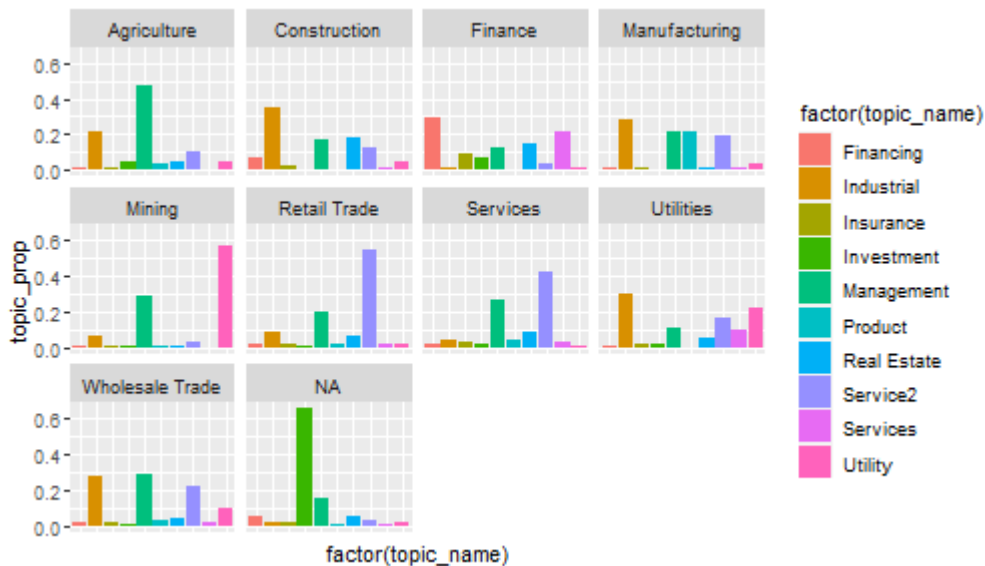 Agriculture Construction Finance Manufacturing
0.6
0.4
0.2
0.0
Mining Retail Trade Services Utilities
0.6
0.4
0.2
0.0
Wholesale Trade NA
0.6
0.4
0.2
0.0
topic_prop
factor(topic_name)
factor(topic_name)
Financing
Industrial
Insurance
Investment
Management
Product
Real Estate
Service2
Services
Utility